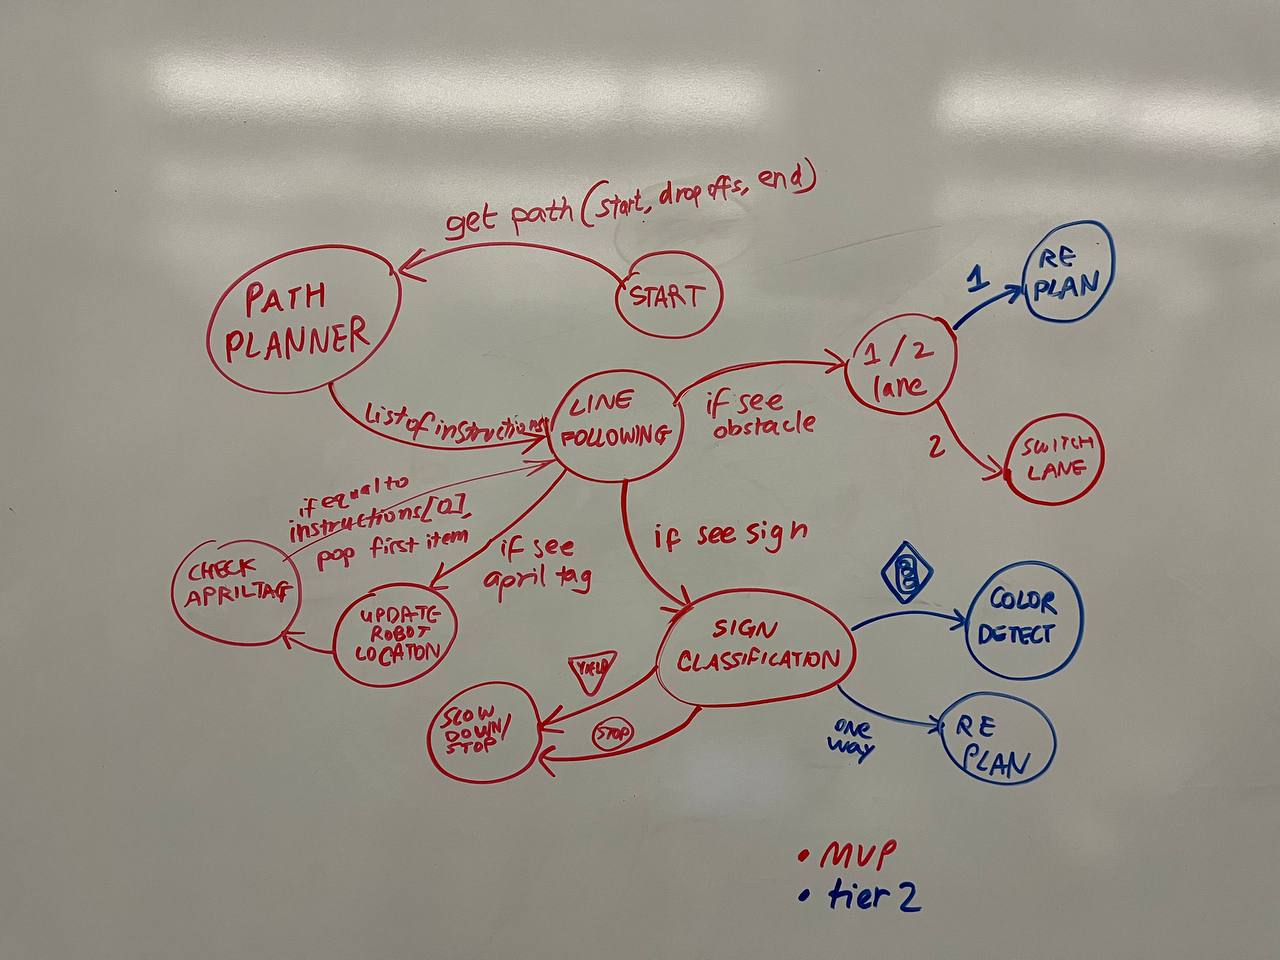 get path (start, drop offs, end)
PATH
PLANNER
START
RE
PLAN
1
1/2
lane
2
SWITCH
LANE
LINE
FOLLOWING
if see
obstacle
List of instructions
if equal to
instructions[0],
pop first item
if see
april tag
if see sign
CHECK
APRILTAG
UPDATE
ROBOT
LOCATON
SIGN
CLASSIFICATION
COLOR
DETECT
YIELD
STOP
SLOW
DOWN/
STOP
ONE
WAY
RE
PLAN
• MVP
• tier 2